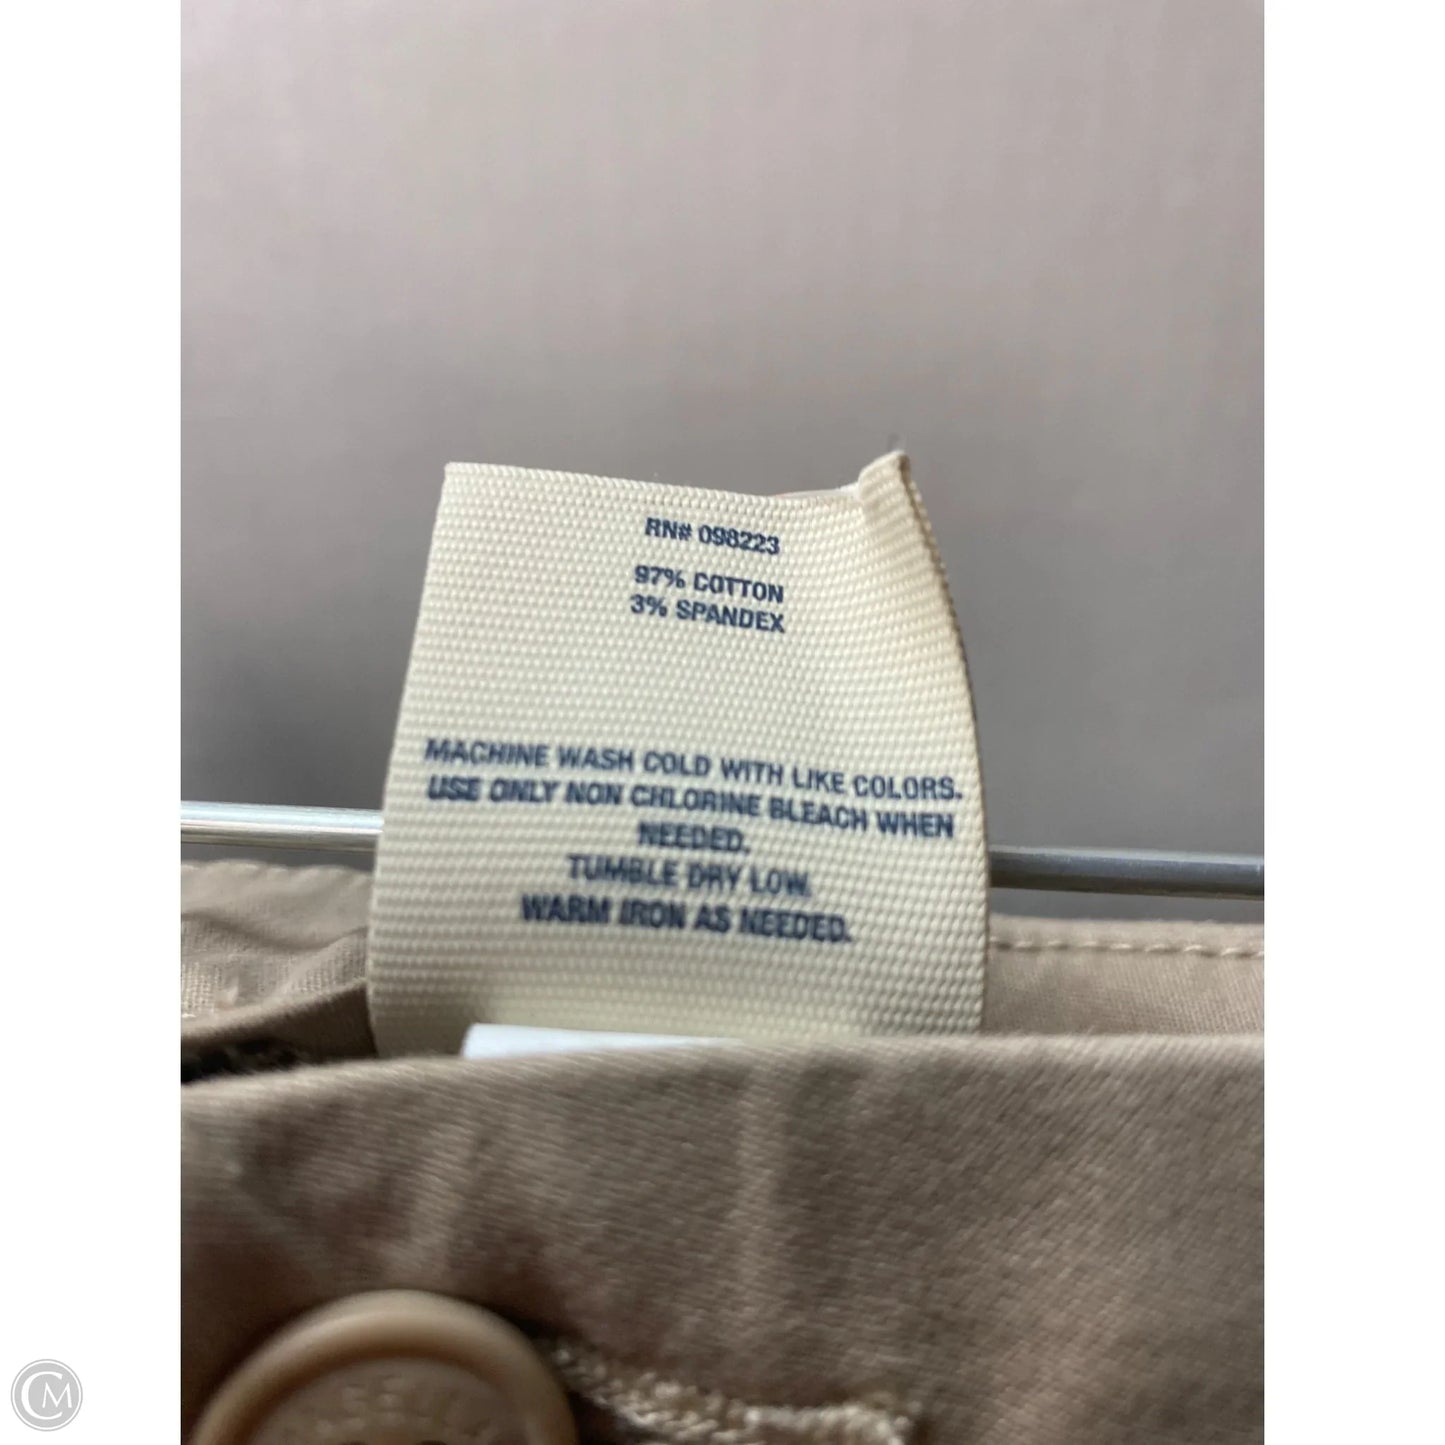 RN# 098223
97% COTTON
3% SPANDEX
MACHINE WASH COLD WITH LIKE COLORS.
USE ONLY NON CHLORINE BLEACH WHEN
NEEDED.
TUMBLE DRY LOW.
WARM IRON AS NEEDED.
CM